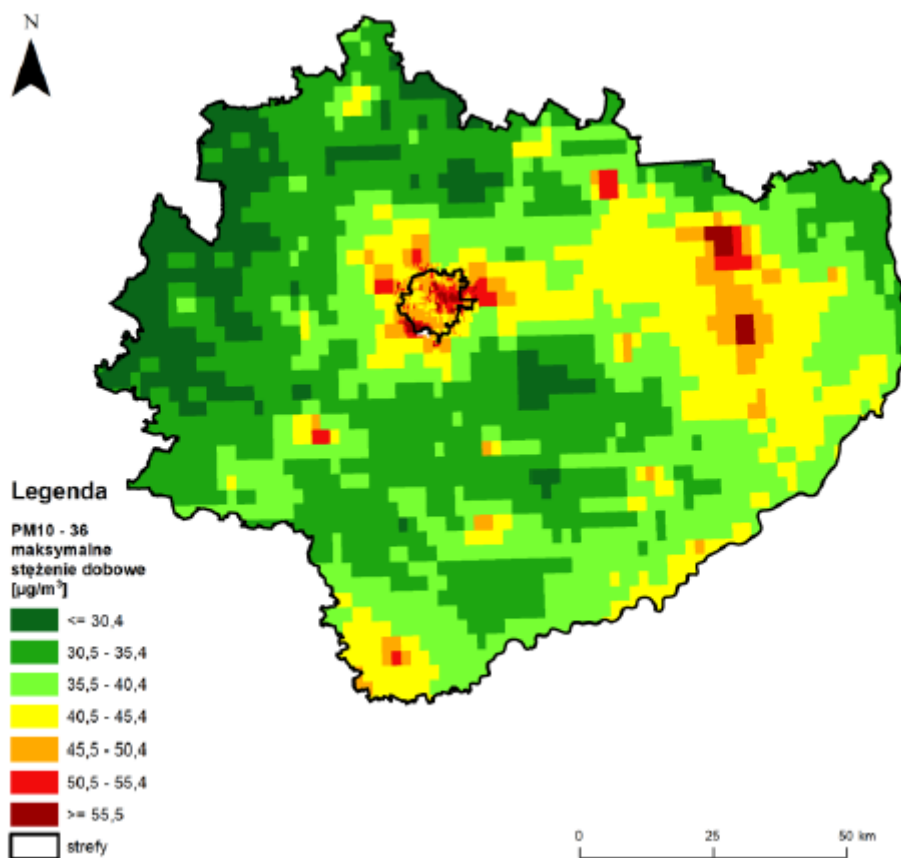 N
Legenda
PM10 - 36
maksymalne
stężenie dobowe
[µg/m³]
<= 30,4
30,5 - 35,4
35,5 - 40,4
40,5 - 45,4
45,5 - 50,4
50,5 - 55,4
>= 55,5
strefy
0 25 50 km